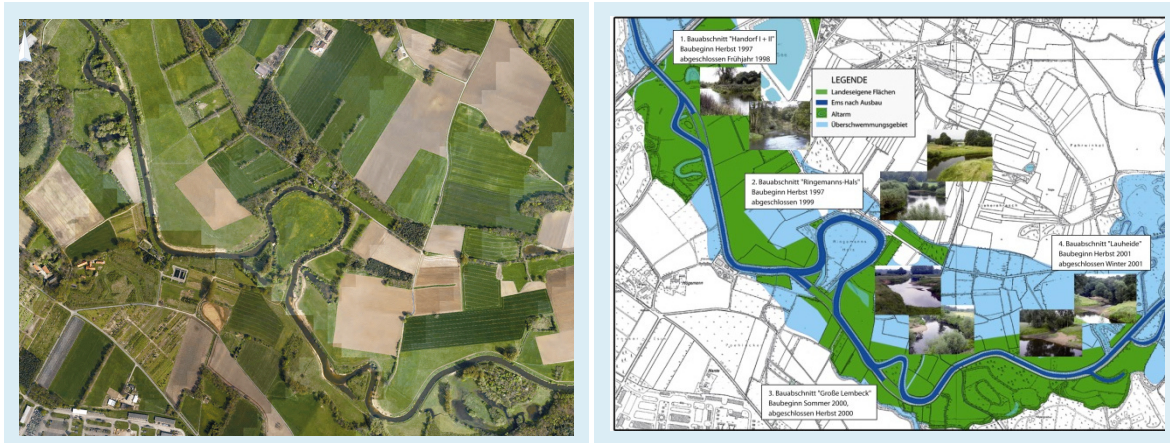 1. Bauabschnitt "Handorf I + II"
Baubeginn Herbst 1997
abgeschlossen Frühjahr 1998
LEGENDE
Landeseigene Flächen
Ems nach Ausbau
Altarm
Überschwemmungsgebiet
2. Bauabschnitt "Ringemanns-Hals"
Baubeginn Herbst 1997
abgeschlossen 1999
4. Bauabschnitt "Lauheide"
Baubeginn Herbst 2001
abgeschlossen Winter 2001
3. Bauabschnitt "Große Lembeck"
Baubeginn Sommer 2000,
abgeschlossen Herbst 2000